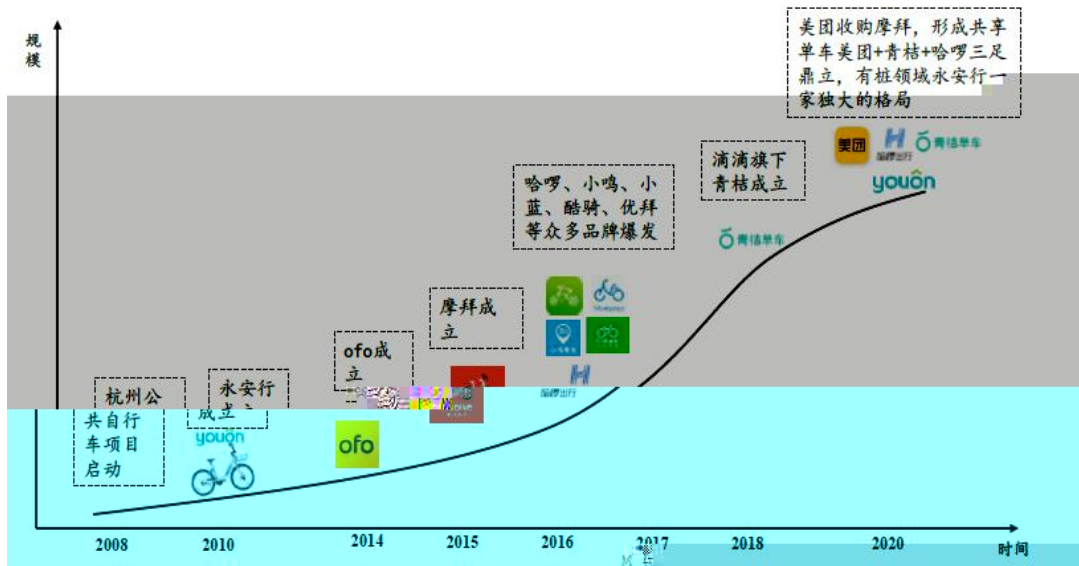 规
模
美团收购摩拜，形成共享
单车美团+青桔+哈啰三足
鼎立，有桩领域永安行一
家独大的格局
美团
哈啰出行
青桔单车
youôn
滴滴旗下
青桔成立
青桔单车
哈啰、小鸣、小
蓝、酷骑、优拜
等众多品牌爆发
哈啰出行
摩拜成
立
ofo成
立
ofo
永安行
成立
youôn
杭州公
共自行
车项目
启动
2008
2010
2014
2015
2016
2017
2018
2020
时间